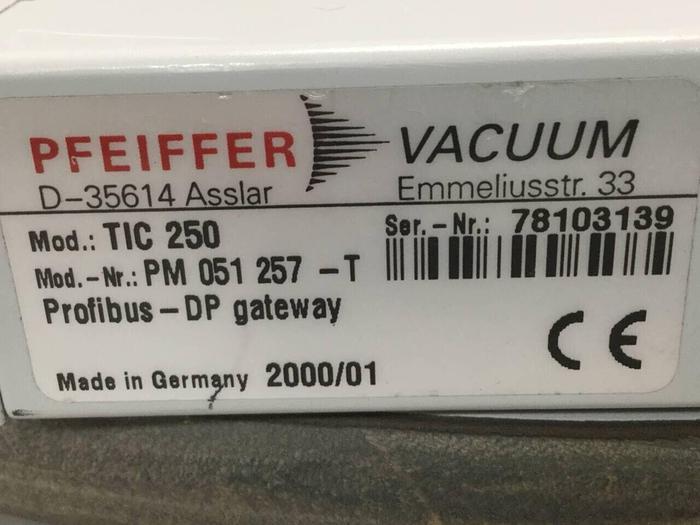 PFEIFFER VACUUM
D-35614 Asslar Emmeliusstr. 33
Mod.: TIC 250 Ser.-Nr.: 78103139
Mod.-Nr.: PM 051 257 -T
Profibus-DP gateway
CE
Made in Germany 2000/01